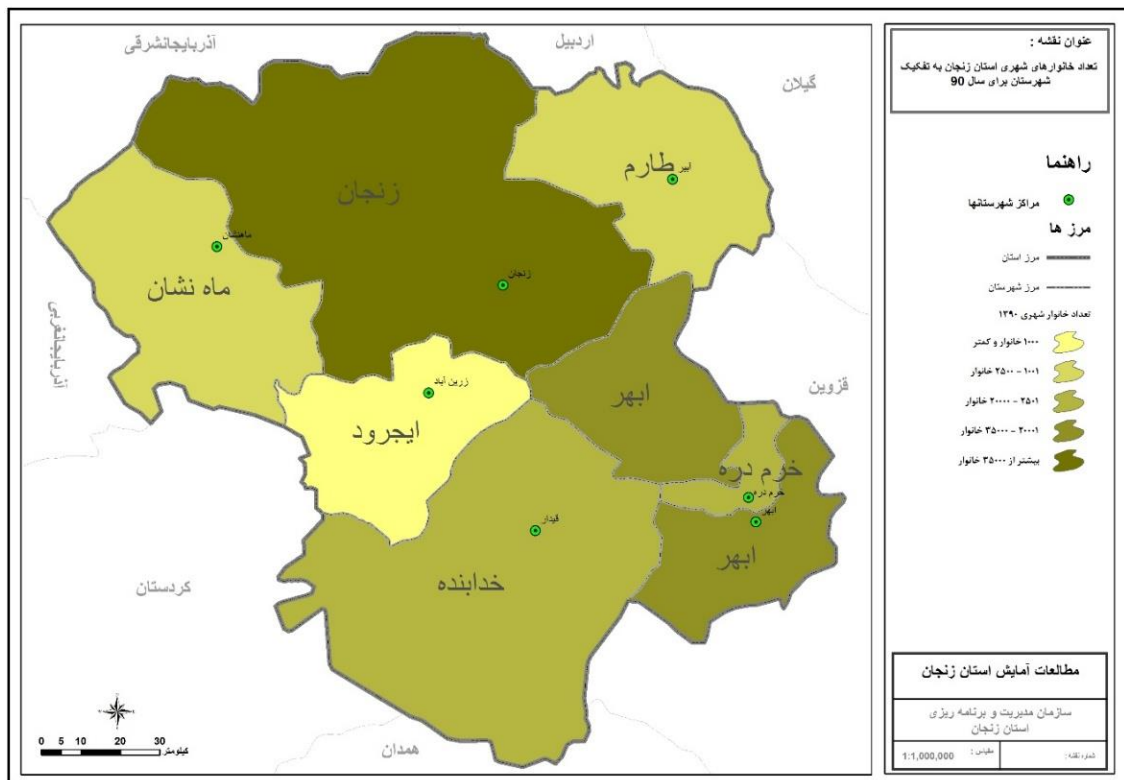 عنوان نقشه :
تعداد خانوارهای شهری استان زنجان به تفکیک
شهرستان برای سال 90
راهنما
مراکز شهرستانها
مرز ها
مرز استان
مرز شهرستان
تعداد خانوار شهری ۱۳۹۰
۱۰۰۰ خانوار و کمتر
۱۰۰۱ - ۲۵۰۰ خانوار
۲۵۰۱ - ۲۰۰۰۰ خانوار
۲۰۰۰۱ - ۳۵۰۰۰ خانوار
بیشتر از ۳۵۰۰۰ خانوار
مطالعات آمایش استان زنجان
سازمان مدیریت و برنامه ریزی
استان زنجان
شماره نقشه :
مقیاس :
1:1,000,000
آذربایجانشرقی
اردبیل
گیلان
طارم
ابیر
زنجان
ماهنشان
زنجان
ماه نشان
آذربایجانغربی
قزوین
زرین آباد
ابهر
ایجرود
خرم دره
خرم دره
ابهر
قیدار
ابهر
خدابنده
کردستان
همدان
0 5 10 20 30
کیلومتر